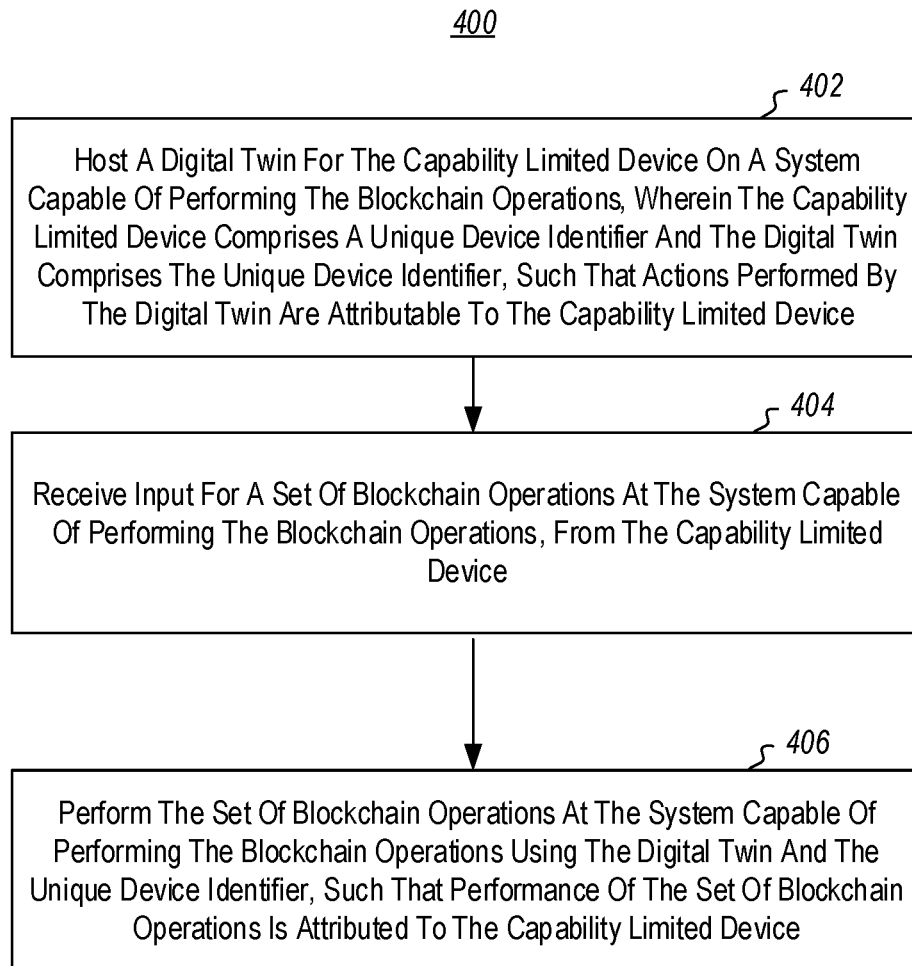 400
402
Host A Digital Twin For The Capability Limited Device On A System
Capable Of Performing The Blockchain Operations, Wherein The Capability
Limited Device Comprises A Unique Device Identifier And The Digital Twin
Comprises The Unique Device Identifier, Such That Actions Performed By
The Digital Twin Are Attributable To The Capability Limited Device
404
Receive Input For A Set Of Blockchain Operations At The System Capable
Of Performing The Blockchain Operations, From The Capability Limited
Device
406
Perform The Set Of Blockchain Operations At The System Capable Of
Performing The Blockchain Operations Using The Digital Twin And The
Unique Device Identifier, Such That Performance Of The Set Of Blockchain
Operations Is Attributed To The Capability Limited Device